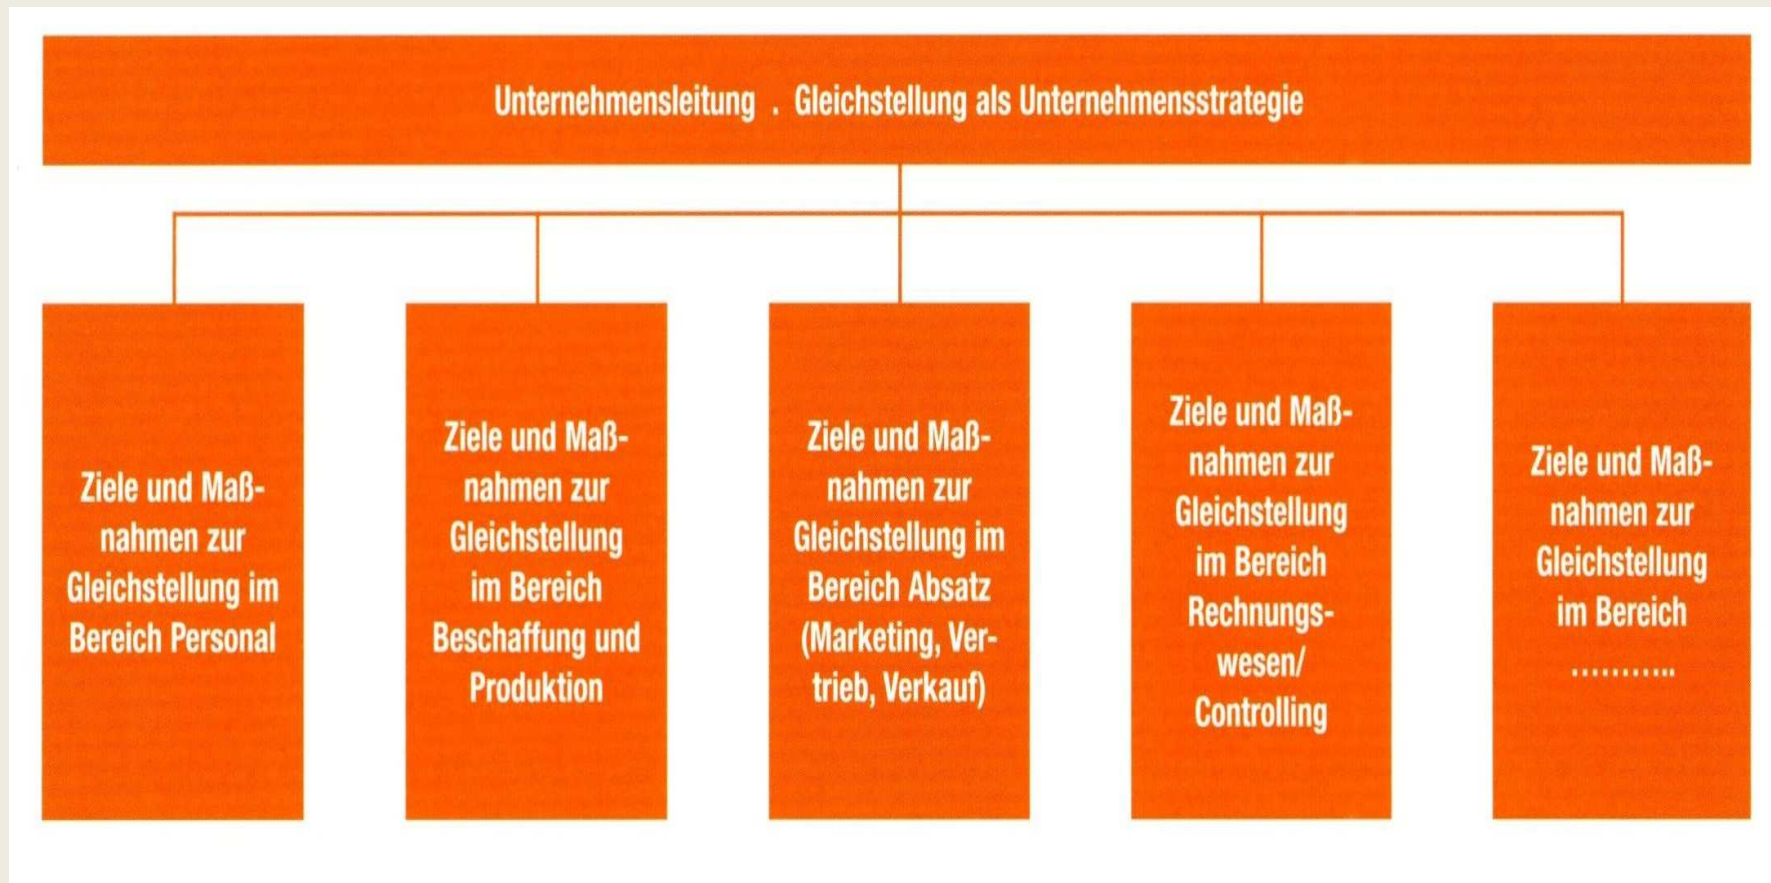 Unternehmensleitung . Gleichstellung als Unternehmensstrategie
Ziele und Maß-
nahmen zur
Gleichstellung im
Bereich Personal
Ziele und Maß-
nahmen zur
Gleichstellung
im Bereich
Beschaffung und
Produktion
Ziele und Maß-
nahmen zur
Gleichstellung im
Bereich Absatz
(Marketing, Ver-
trieb, Verkauf)
Ziele und Maß-
nahmen zur
Gleichstellung
im Bereich
Rechnungs-
wesen/
Controlling
Ziele und Maß-
nahmen zur
Gleichstellung
im Bereich
...........